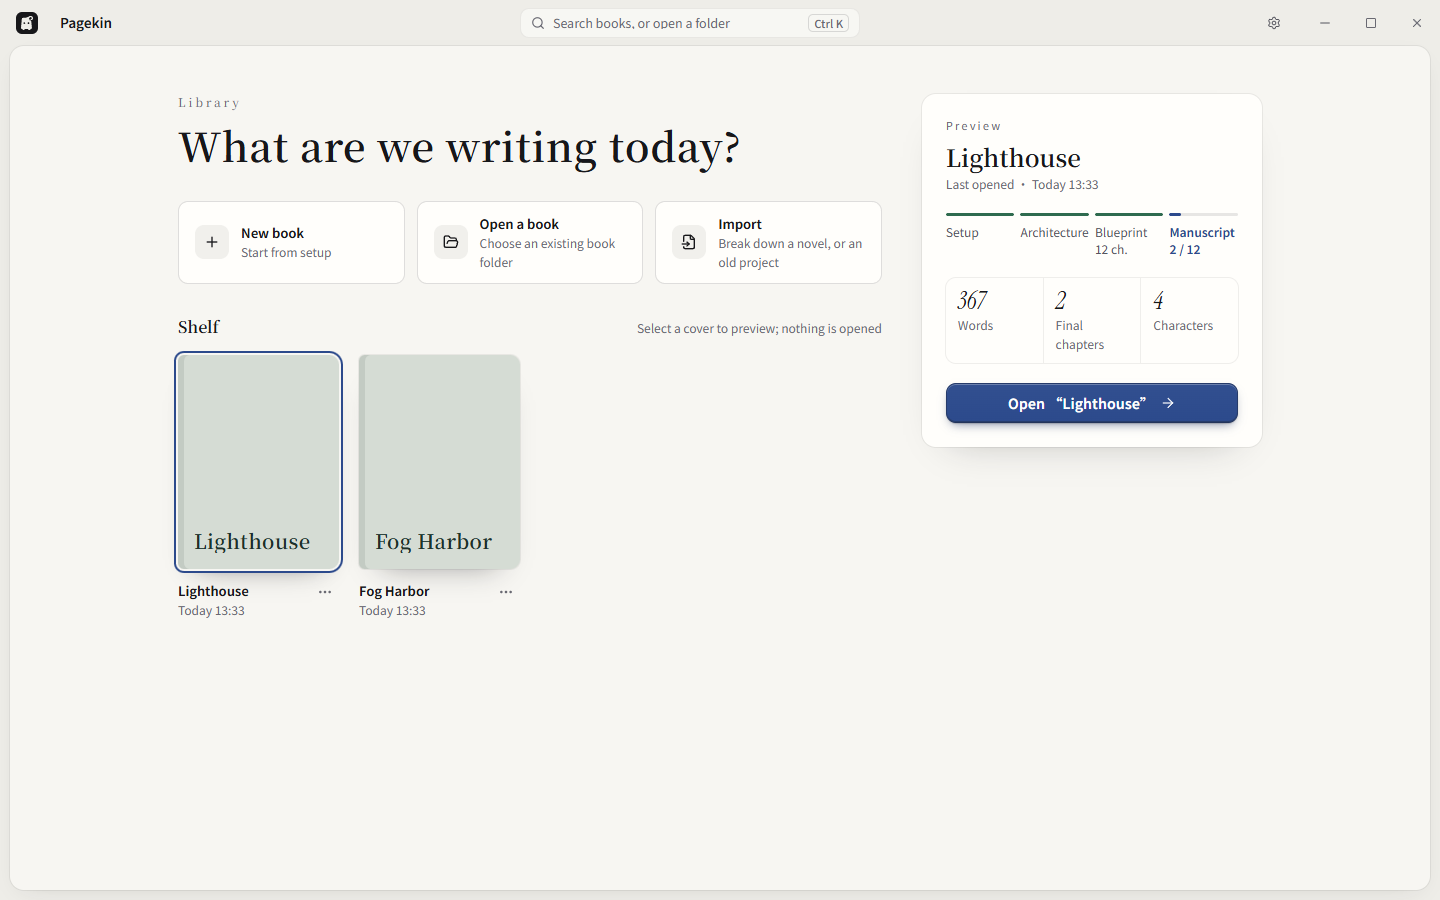 Pagekin
Search books, or open a folder
Ctrl K
Library
What are we writing today?
New book
Start from setup
Open a book
Choose an existing book
folder
Import
Break down a novel, or an
old project
Shelf
Select a cover to preview; nothing is opened
Lighthouse
Fog Harbor
Lighthouse
Today 13:33
Fog Harbor
Today 13:33
Preview
Lighthouse
Last opened • Today 13:33
Setup
Architecture
Blueprint
12 ch.
Manuscript
2 / 12
367
Words
2
Final
chapters
4
Characters
Open “Lighthouse”